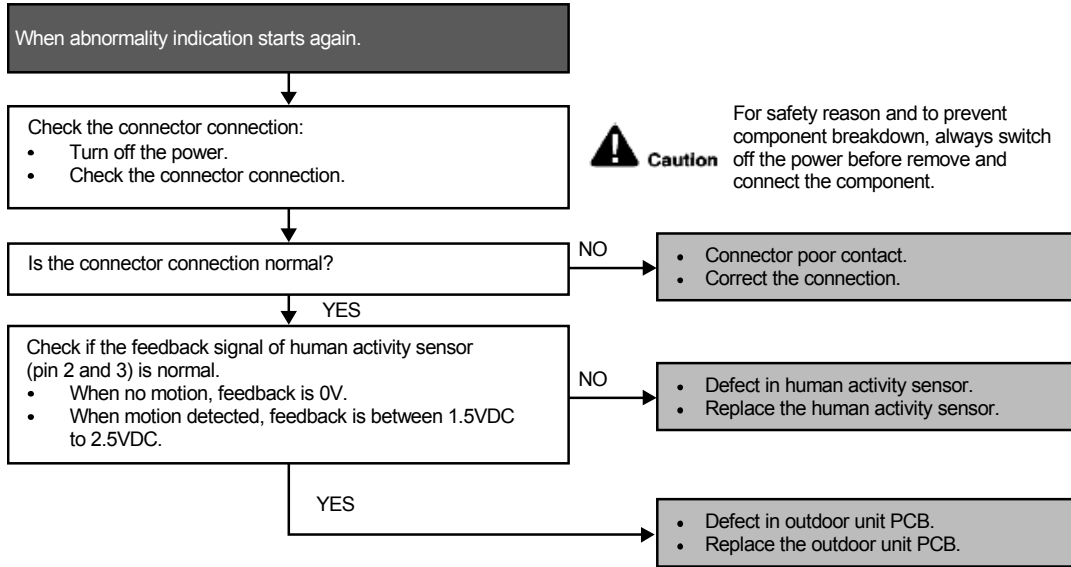 When abnormality indication starts again.
Check the connector connection:
• Turn off the power.
• Check the connector connection.
Caution
For safety reason and to prevent
component breakdown, always switch
off the power before remove and
connect the component.
Is the connector connection normal?
NO
• Connector poor contact.
• Correct the connection.
YES
Check if the feedback signal of human activity sensor
(pin 2 and 3) is normal.
• When no motion, feedback is 0V.
• When motion detected, feedback is between 1.5VDC
to 2.5VDC.
NO
• Defect in human activity sensor.
• Replace the human activity sensor.
YES
• Defect in outdoor unit PCB.
• Replace the outdoor unit PCB.